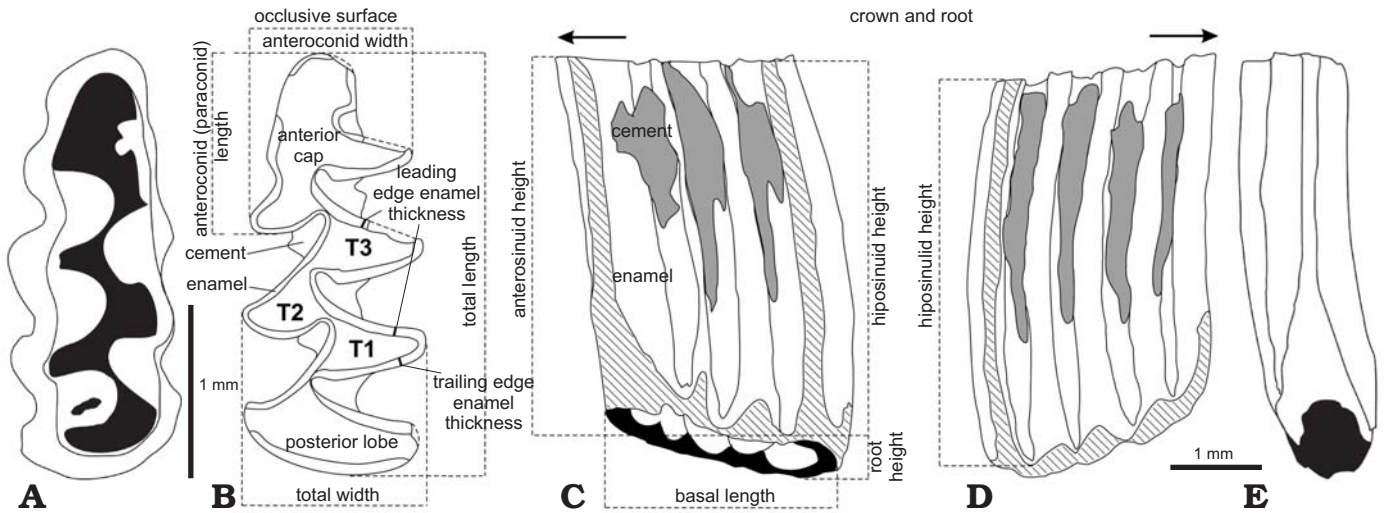 occlusive surface
crown and root
anteroconid width
anteroconid (paraconid)
length
anterior
cap
leading
edge enamel
thickness
cement
enamel
T3
T2
T1
total length
trailing edge
enamel
thickness
posterior lobe
total width
1 mm
anterosinuid height
cement
enamel
hiposinuid height
root
height
basal length
hiposinulid height
1 mm
A
B
C
D
E